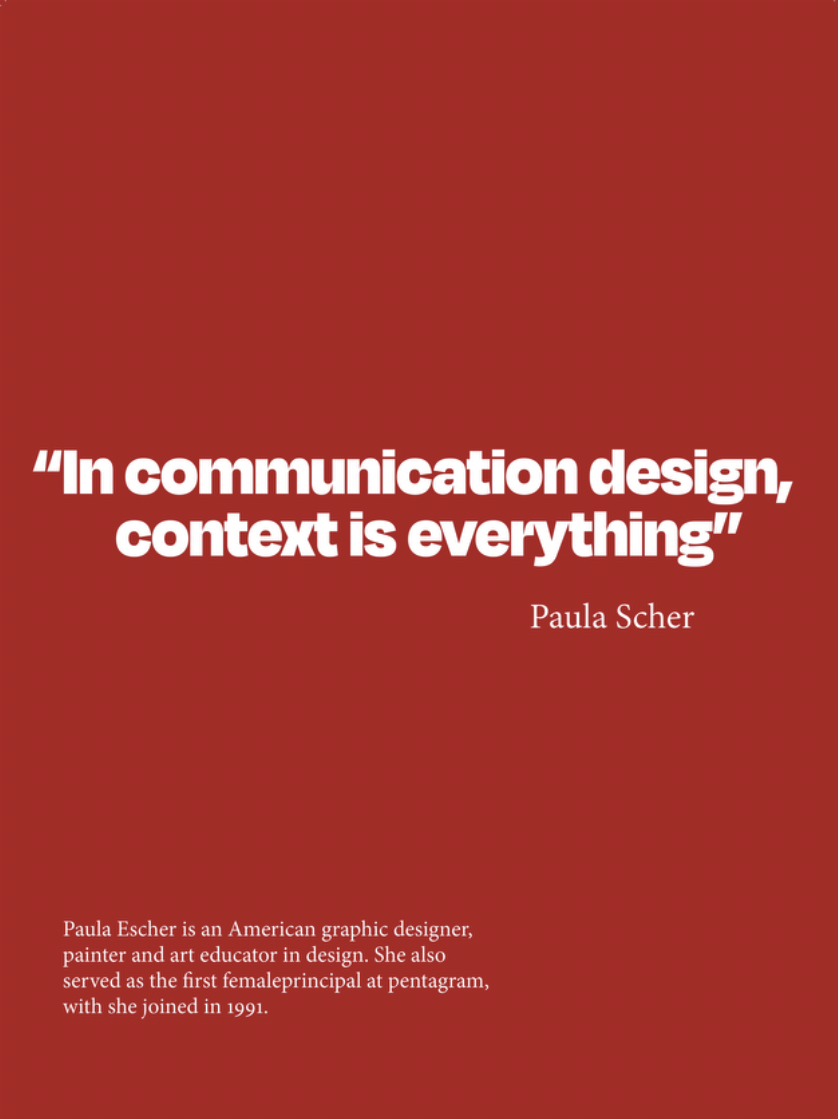 “In communication design,
context is everything”
Paula Scher
Paula Escher is an American graphic designer,
painter and art educator in design. She also
served as the first femaleprincipal at pentagram,
with she joined in 1991.